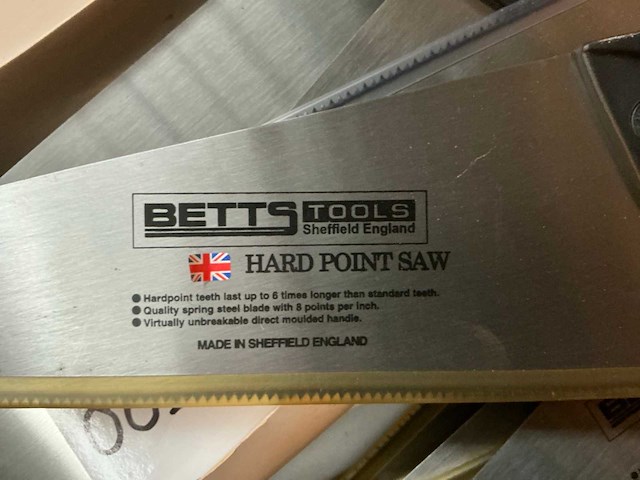 BETTS TOOLS
Sheffield England
HARD POINT SAW
● Hardpoint teeth last up to 6 times longer than standard teeth.
● Quality spring steel blade with 8 points per inch.
● Virtually unbreakable direct moulded handle.
MADE IN SHEFFIELD ENGLAND